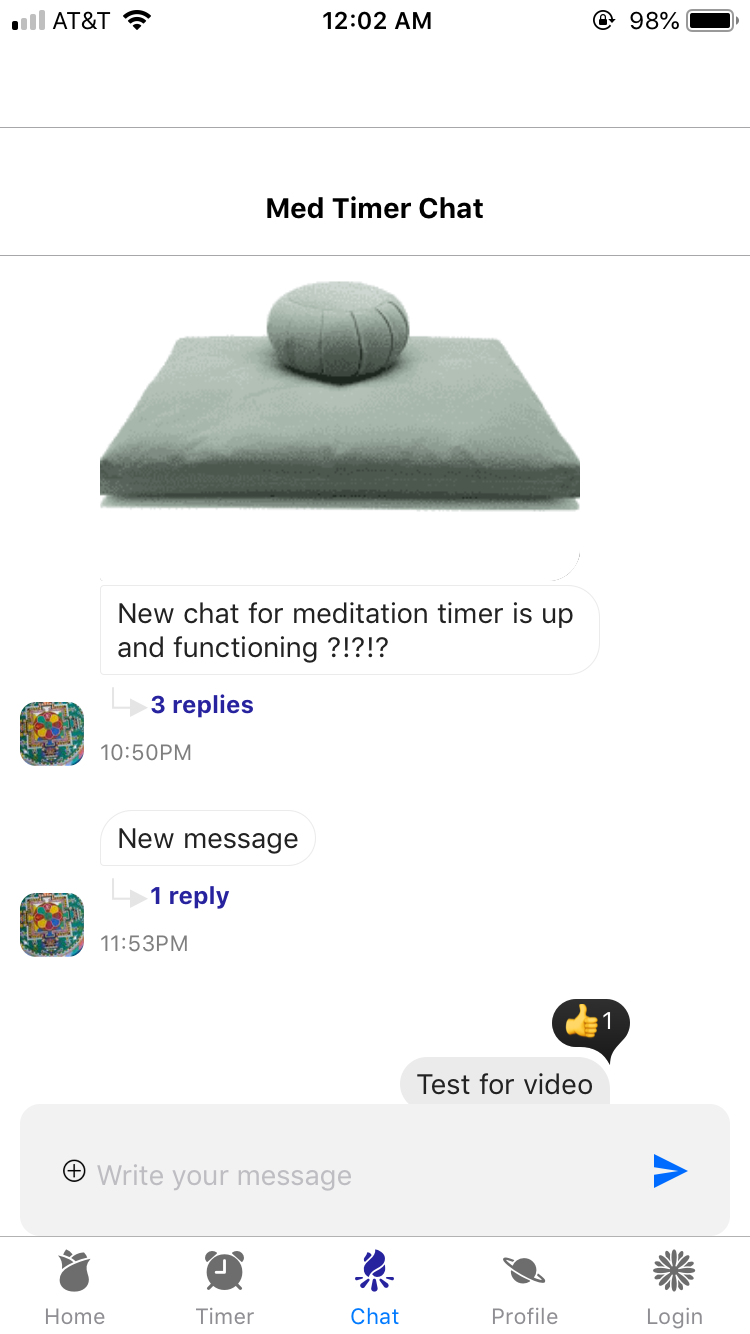 AT&T 12:02 AM 98%
Med Timer Chat
New chat for meditation timer is up
and functioning ?!?!?
3 replies
10:50PM
New message
1 reply
11:53PM
👍1
Test for video
Write your message
Home Timer Chat Profile Login